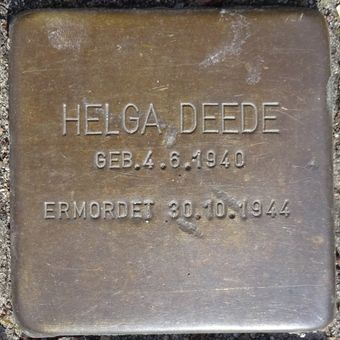 HELGA DEEDE
GEB.4.6.1940
ERMORDET 30.10.1944